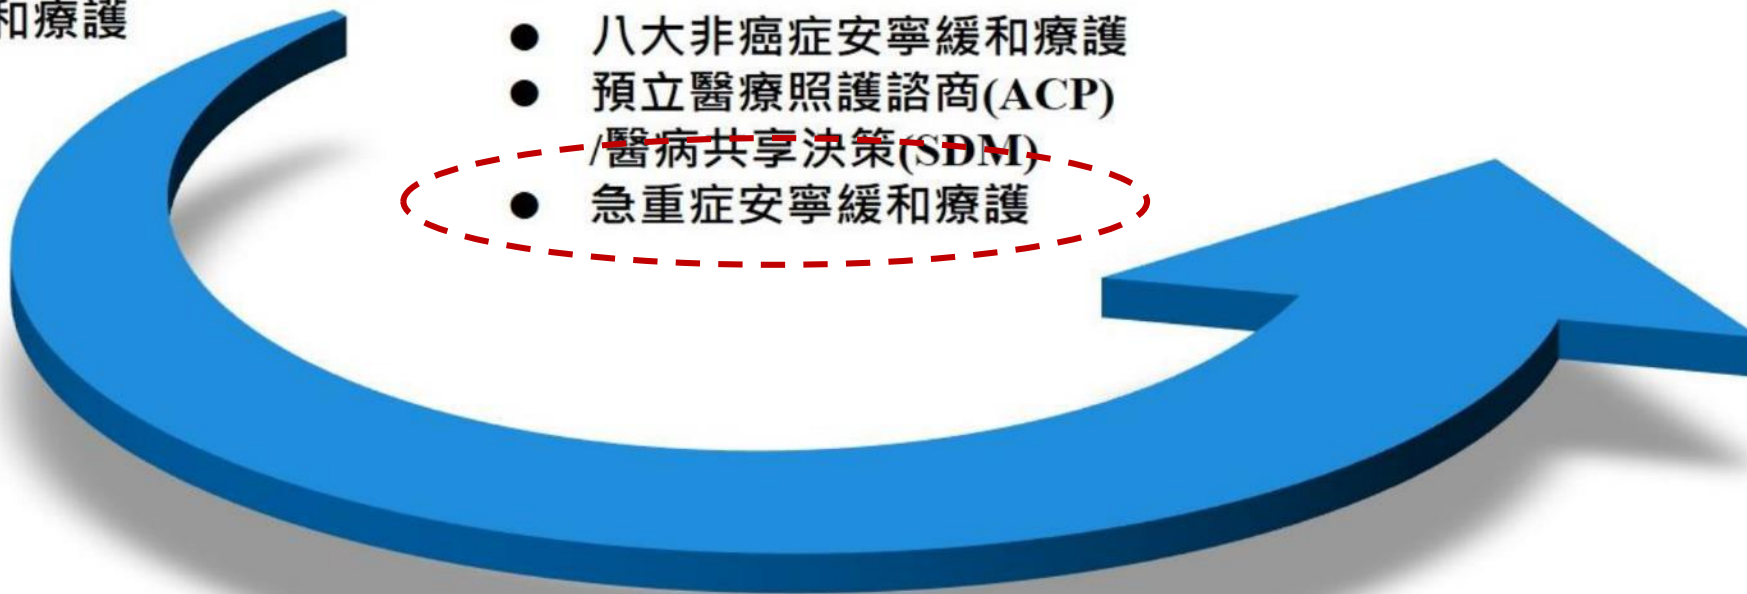 和療護
● 八大非癌症安寧緩和療護
● 預立醫療照護諮商(ACP)
/醫病共享決策(SDM)
● 急重症安寧緩和療護